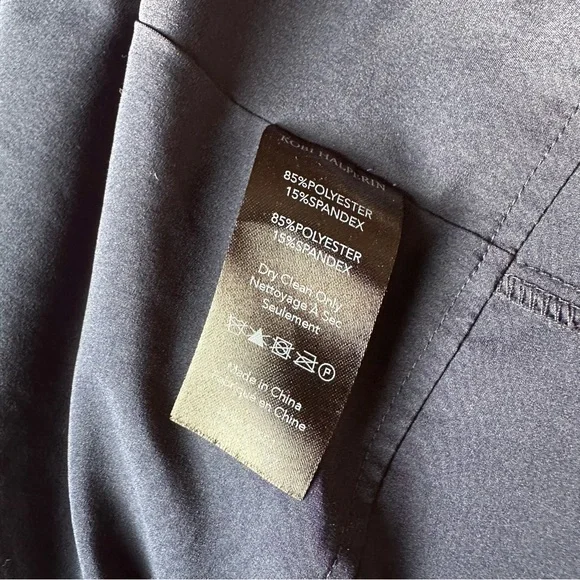 KOBI HALPERIN
85%POLYESTER
15%SPANDEX
85%POLYESTER
15%SPANDEX
Dry Clean Only
Nettoyage À Sec
Seulement
P
Made in China
en Chine